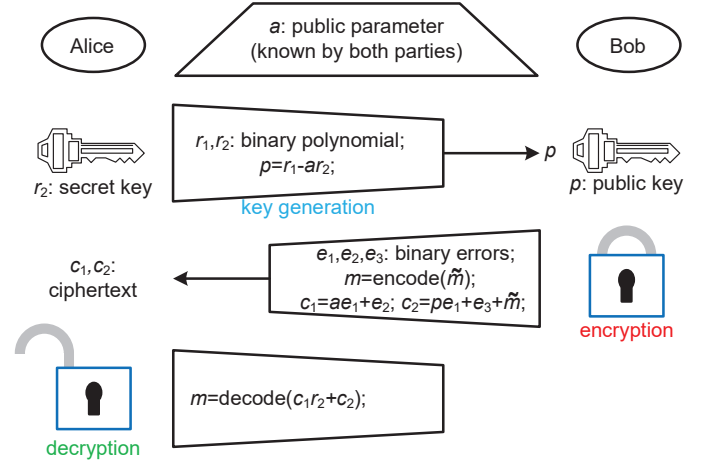 Alice
a: public parameter
(known by both parties)
Bob
r₁,r₂: binary polynomial;
p=r₁-ar₂;
p
r₂: secret key
p: public key
key generation
c₁,c₂:
ciphertext
e₁,e₂,e₃: binary errors;
m=encode(m̃);
c₁=ae₁+e₂; c₂=pe₁+e₃+m̃;
encryption
m=decode(c₁r₂+c₂);
decryption